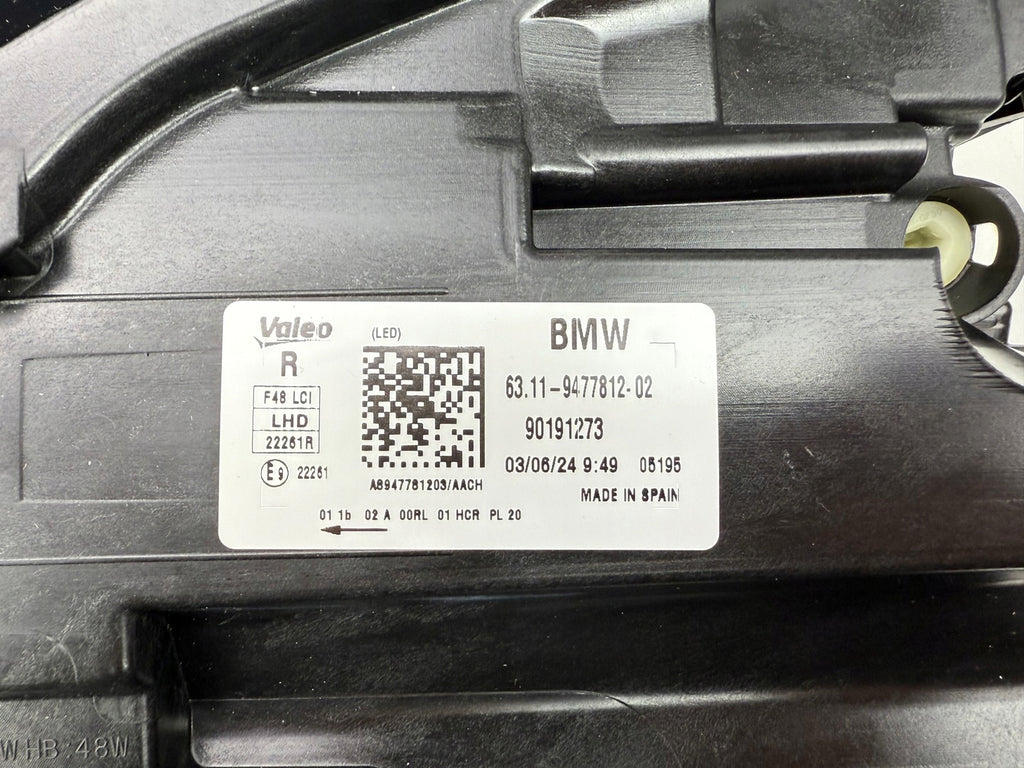 Valeo
(LED)
BMW
R
F48 LCI
LHD
22261R
E9 22261
A8947781203/AACH
63.11-9477812-02
90191273
03/06/24 9:49 05195
MADE IN SPAIN
01 1b 02 A 00RL 01 HCR PL 20
WHB 48W